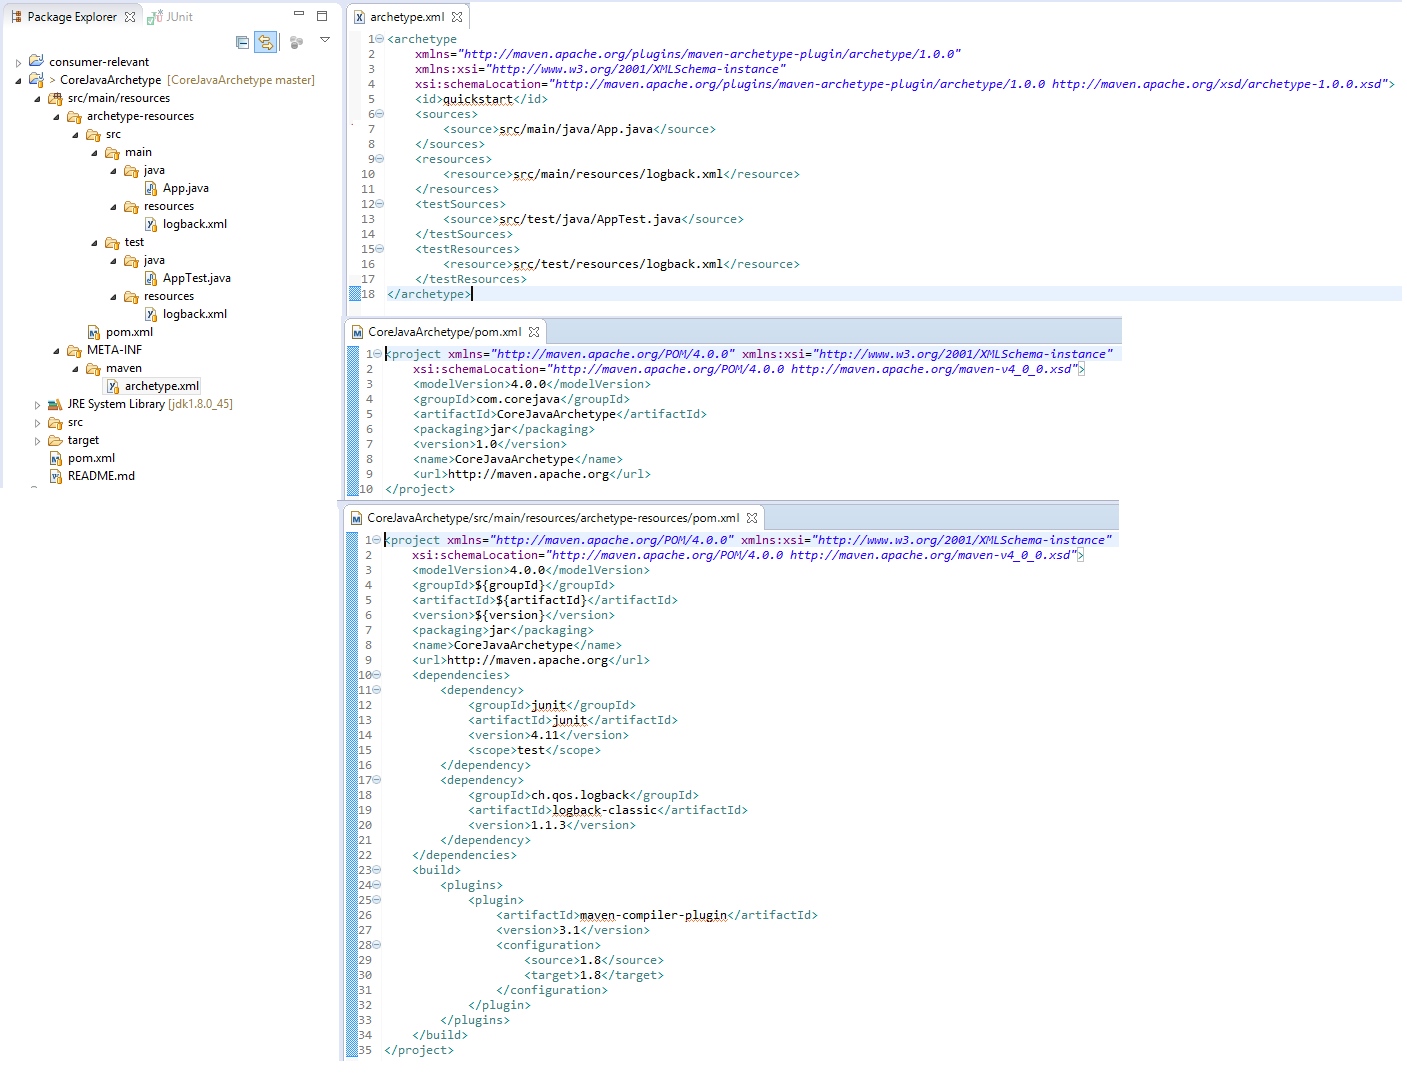 Package Explorer
JUnit
consumer-relevant
> CoreJavaArchetype [CoreJavaArchetype master]
src/main/resources
archetype-resources
src
main
java
App.java
resources
logback.xml
test
java
AppTest.java
resources
logback.xml
pom.xml
META-INF
maven
archetype.xml
JRE System Library [jdk1.8.0_45]
src
target
pom.xml
README.md
archetype.xml
1 <archetype
2 xmlns="http://maven.apache.org/plugins/maven-archetype-plugin/archetype/1.0.0"
3 xmlns:xsi="http://www.w3.org/2001/XMLSchema-instance"
4 xsi:schemaLocation="http://maven.apache.org/plugins/maven-archetype-plugin/archetype/1.0.0 http://maven.apache.org/xsd/archetype-1.0.0.xsd">
5 <id>quickstart</id>
6 <sources>
7 <source>src/main/java/App.java</source>
8 </sources>
9 <resources>
10 <resource>src/main/resources/logback.xml</resource>
11 </resources>
12 <testSources>
13 <source>src/test/java/AppTest.java</source>
14 </testSources>
15 <testResources>
16 <resource>src/test/resources/logback.xml</resource>
17 </testResources>
18 </archetype>
CoreJavaArchetype/pom.xml
1 <project xmlns="http://maven.apache.org/POM/4.0.0" xmlns:xsi="http://www.w3.org/2001/XMLSchema-instance"
2 xsi:schemaLocation="http://maven.apache.org/POM/4.0.0 http://maven.apache.org/maven-v4_0_0.xsd">
3 <modelVersion>4.0.0</modelVersion>
4 <groupId>com.corejava</groupId>
5 <artifactId>CoreJavaArchetype</artifactId>
6 <packaging>jar</packaging>
7 <version>1.0</version>
8 <name>CoreJavaArchetype</name>
9 <url>http://maven.apache.org</url>
10 </project>
CoreJavaArchetype/src/main/resources/archetype-resources/pom.xml
1 <project xmlns="http://maven.apache.org/POM/4.0.0" xmlns:xsi="http://www.w3.org/2001/XMLSchema-instance"
2 xsi:schemaLocation="http://maven.apache.org/POM/4.0.0 http://maven.apache.org/maven-v4_0_0.xsd">
3 <modelVersion>4.0.0</modelVersion>
4 <groupId>${groupId}</groupId>
5 <artifactId>${artifactId}</artifactId>
6 <version>${version}</version>
7 <packaging>jar</packaging>
8 <name>CoreJavaArchetype</name>
9 <url>http://maven.apache.org</url>
10 <dependencies>
11 <dependency>
12 <groupId>junit</groupId>
13 <artifactId>junit</artifactId>
14 <version>4.11</version>
15 <scope>test</scope>
16 </dependency>
17 <dependency>
18 <groupId>ch.qos.logback</groupId>
19 <artifactId>logback-classic</artifactId>
20 <version>1.1.3</version>
21 </dependency>
22 </dependencies>
23 <build>
24 <plugins>
25 <plugin>
26 <artifactId>maven-compiler-plugin</artifactId>
27 <version>3.1</version>
28 <configuration>
29 <source>1.8</source>
30 <target>1.8</target>
31 </configuration>
32 </plugin>
33 </plugins>
34 </build>
35 </project>